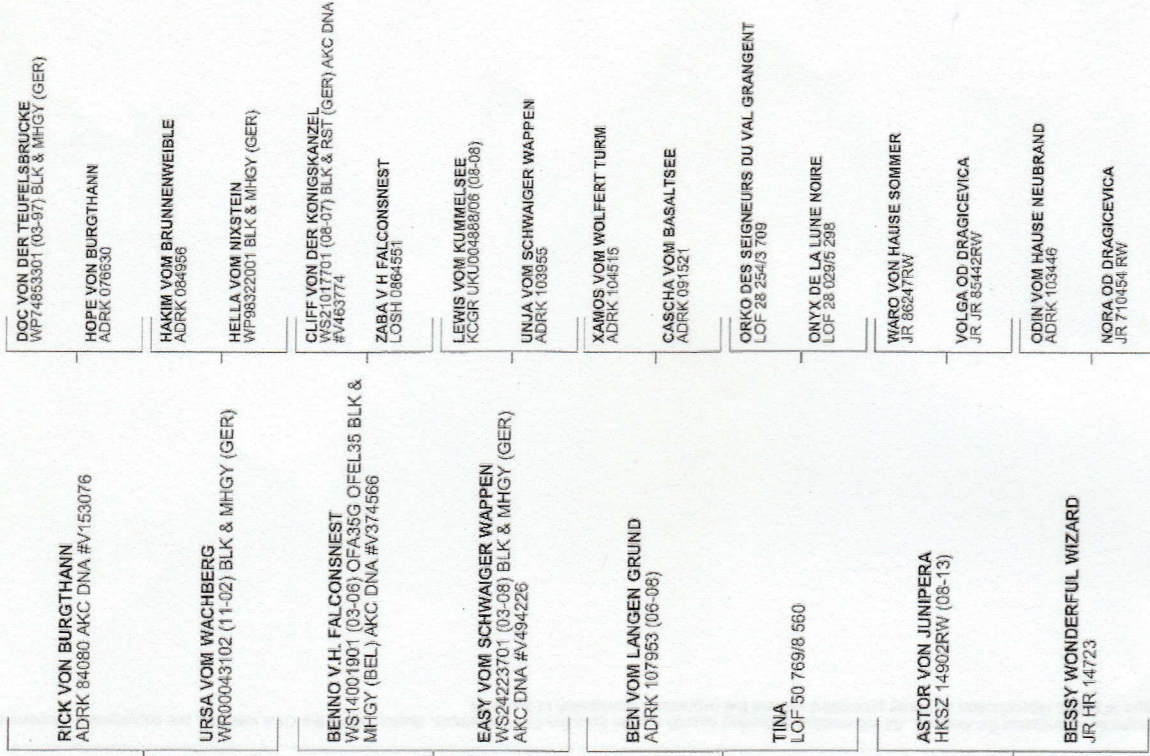 RICK VON BURGTHANN
ADRK 84080 AKC DNA #V153076
URSA VOM WACHBERG
WR00043102 (11-02) BLK & MHGY (GER)
BENNO V.H. FALCONSNEST
WS14001901 (03-06) OFA35G OFEL35 BLK &
MHGY (BEL) AKC DNA #V374566
EASY VOM SCHWAIGER WAPPEN
WS24223701 (03-08) BLK & MHGY (GER)
AKC DNA #V494226
BEN VOM LANGEN GRUND
ADRK 107953 (06-08)
TINA
LOF 50 769/8 560
ASTOR VON JUNIPERA
HKSZ 14902RW (08-13)
BESSY WONDERFUL WIZARD
JR HR 14723
DOC VON DER TEUFELSBRUCKE
WP74853301 (03-97) BLK & MHGY (GER)
HOPE VON BURGTHANN
ADRK 076630
HAKIM VOM BRUNNENWEIBLE
ADRK 084956
HELLA VOM NIXSTEIN
WP98322001 BLK & MHGY (GER)
CLIFF VON DER KONIGSKANZEL
WS21017701 (08-07) BLK & RST (GER) AKC DNA
#V463774
ZABA V H FALCONSNEST
LOSH 0864551
LEWIS VOM KUMMELSEE
KCGR UKU004888/06 (08-08)
UNJA VOM SCHWAIGER WAPPEN
ADRK 103955
XAMOS VOM WOLFERT TURM
ADRK 104515
CASCHA VOM BASALTSEE
ADRK 091521
ORKO DES SEIGNEURS DU VAL GRANGENT
LOF 28 254/3 709
ONYX DE LA LUNE NOIRE
LOF 28 029/5 298
WARO VON HAUSE SOMMER
JR 86247RW
VOLGA OD DRAGICEVICA
JR JR 85442RW
ODIN VOM HAUSE NEUBRAND
ADRK 103446
NORA OD DRAGICEVICA
JR 710454 RW